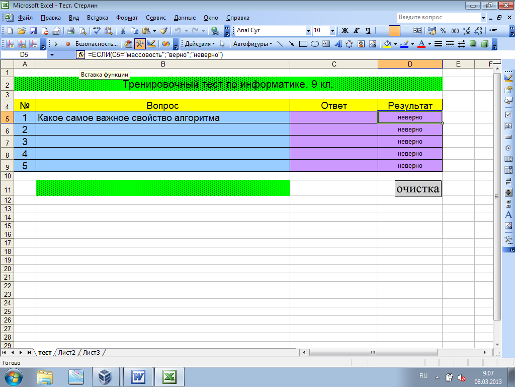 Microsoft Excel - Тест. Стерлин
Файл Правка Вид Вставка Формат Сервис Данные Окно Справка
Введите вопрос
Arial Cyr 10 Ж К Ч
Безопасность... Действия Автофигуры
D5 fx =ЕСЛИ(C5="массовость";"верно";"неверно")
A B C D E F
Вставка функции
1
2 Тренировочный тест по информатике. 9 кл.
3
4 № Вопрос Ответ Результат
5 1 Какое самое важное свойство алгоритма неверно
6 2 неверно
7 3 неверно
8 4 неверно
9 5 неверно
10
11 очистка
12
13
14
15
16
17
18
19
20
21
22
23
24
25
26
27
28
29
тест Лист2 Лист3
Готово
RU 9:07
08.03.2013